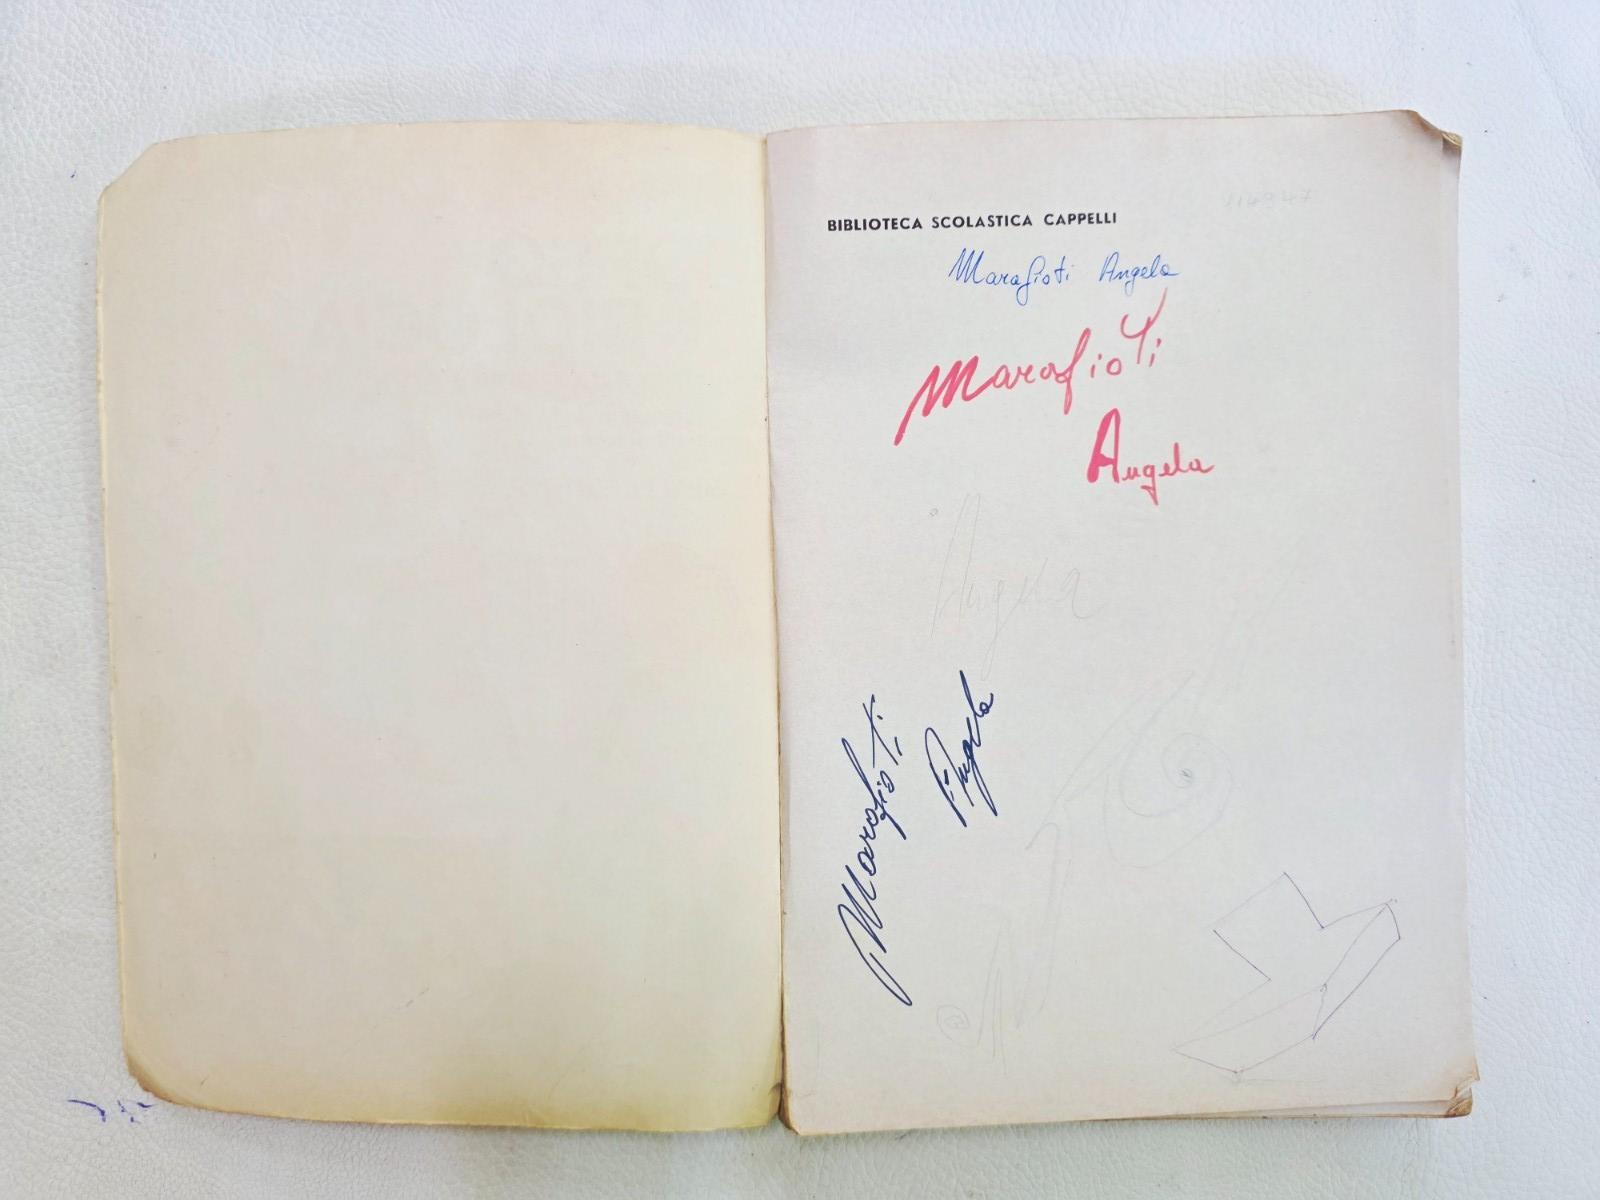 BIBLIOTECA SCOLASTICA CAPPELLI
Marafioti Angela
Marafioti
Angela
Angela
Marafioti
Angela